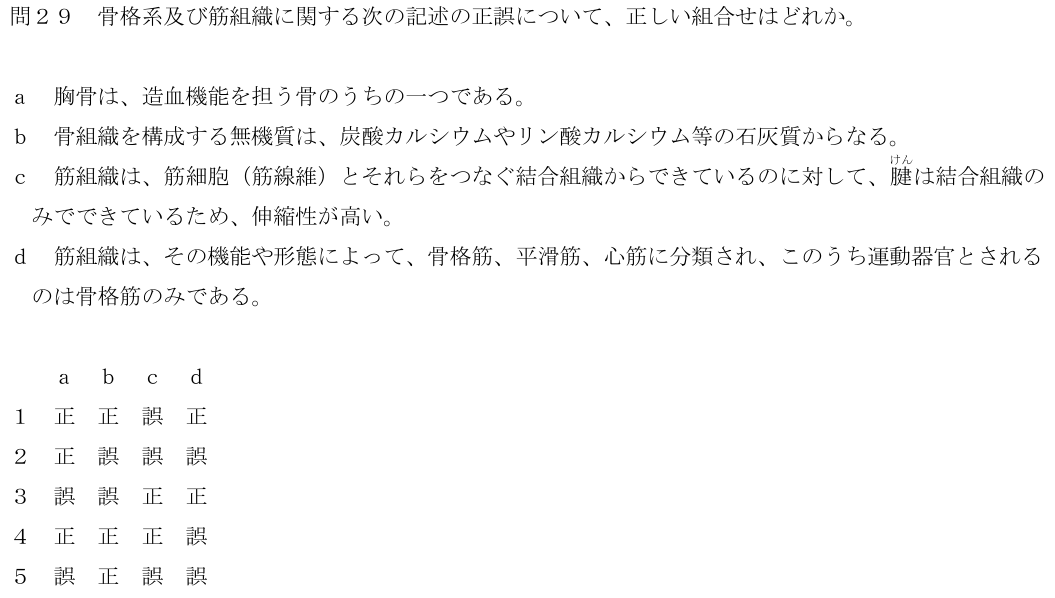 問２９　骨格系及び筋組織に関する次の記述の正誤について、正しい組合せはどれか。
a　胸骨は、造血機能を担う骨のうちの一つである。
b　骨組織を構成する無機質は、炭酸カルシウムやリン酸カルシウム等の石灰質からなる。
けん
c　筋組織は、筋細胞（筋線維）とそれらをつなぐ結合組織からできているのに対して、腱は結合組織の
みでできているため、伸縮性が高い。
d　筋組織は、その機能や形態によって、骨格筋、平滑筋、心筋に分類され、このうち運動器官とされる
のは骨格筋のみである。
a　b　c　d
１　正　正　誤　正
２　正　誤　誤　誤
３　誤　誤　正　正
４　正　正　正　誤
５　誤　正　誤　誤